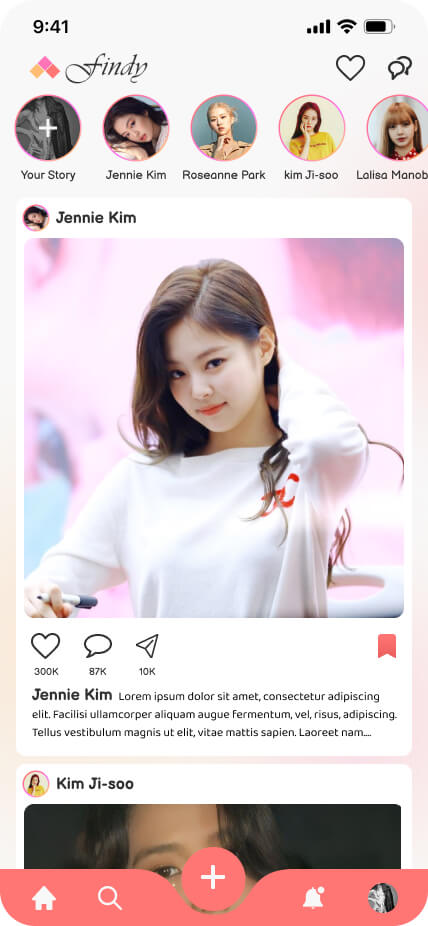 9:41
Findy
Your Story
Jennie Kim
Roseanne Park
kim Ji-soo
Lalisa Manob
Jennie Kim
300K
87K
10K
Jennie Kim Lorem ipsum dolor sit amet, consectetur adipiscing
elit. Facilisi ullamcorper aliquam augue fermentum, vel, risus, adipiscing.
Tellus vestibulum magnis ut elit, vitae mattis sapien. Laoreet nam....
Kim Ji-soo